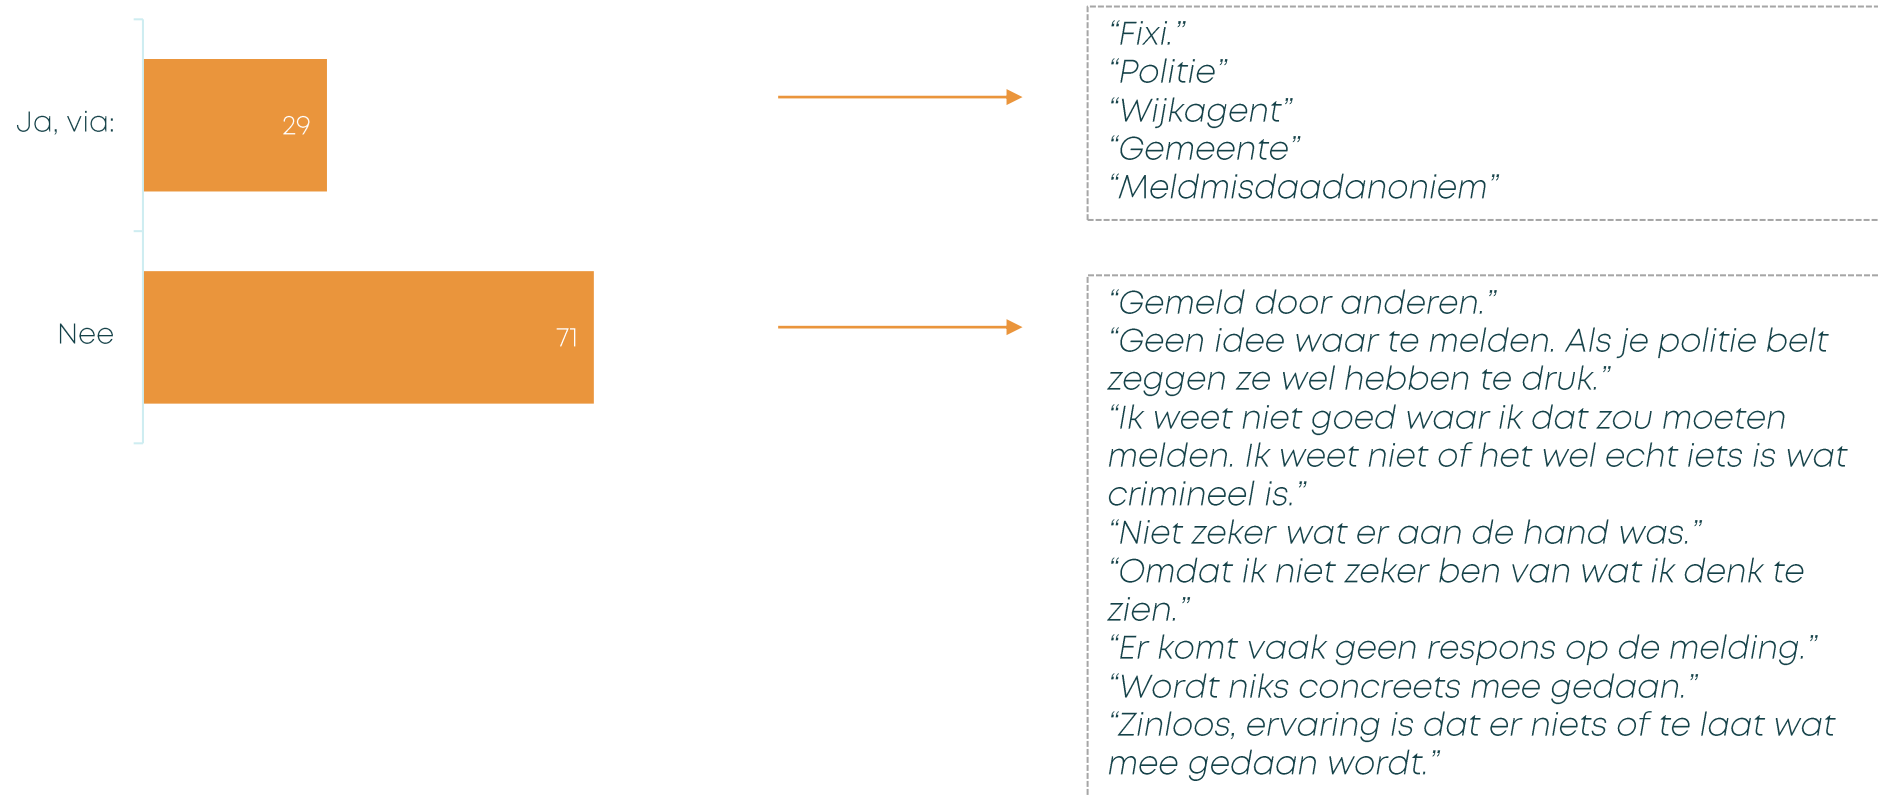 Ja, via:
29
Nee
71
“Fixi.”
“Politie”
“Wijkagent”
“Gemeente”
“Meldmisdaadanoniem”
“Gemeld door anderen.”
“Geen idee waar te melden. Als je politie belt
zeggen ze wel hebben te druk.”
“Ik weet niet goed waar ik dat zou moeten
melden. Ik weet niet of het wel echt iets is wat
crimineel is.”
“Niet zeker wat er aan de hand was.”
“Omdat ik niet zeker ben van wat ik denk te
zien.”
“Er komt vaak geen respons op de melding.”
“Wordt niks concreets mee gedaan.”
“Zinloos, ervaring is dat er niets of te laat wat
mee gedaan wordt.”